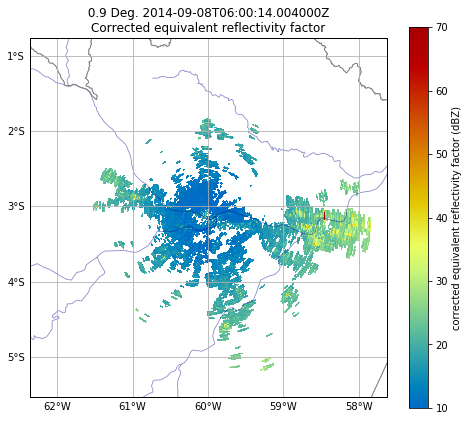 0.9 Deg. 2014-09-08T06:00:14.004000Z
Corrected equivalent reflectivity factor
1°S
2°S
3°S
4°S
5°S
62°W 61°W 60°W 59°W 58°W
70
60
50
40
30
20
10
corrected equivalent reflectivity factor (dBZ)